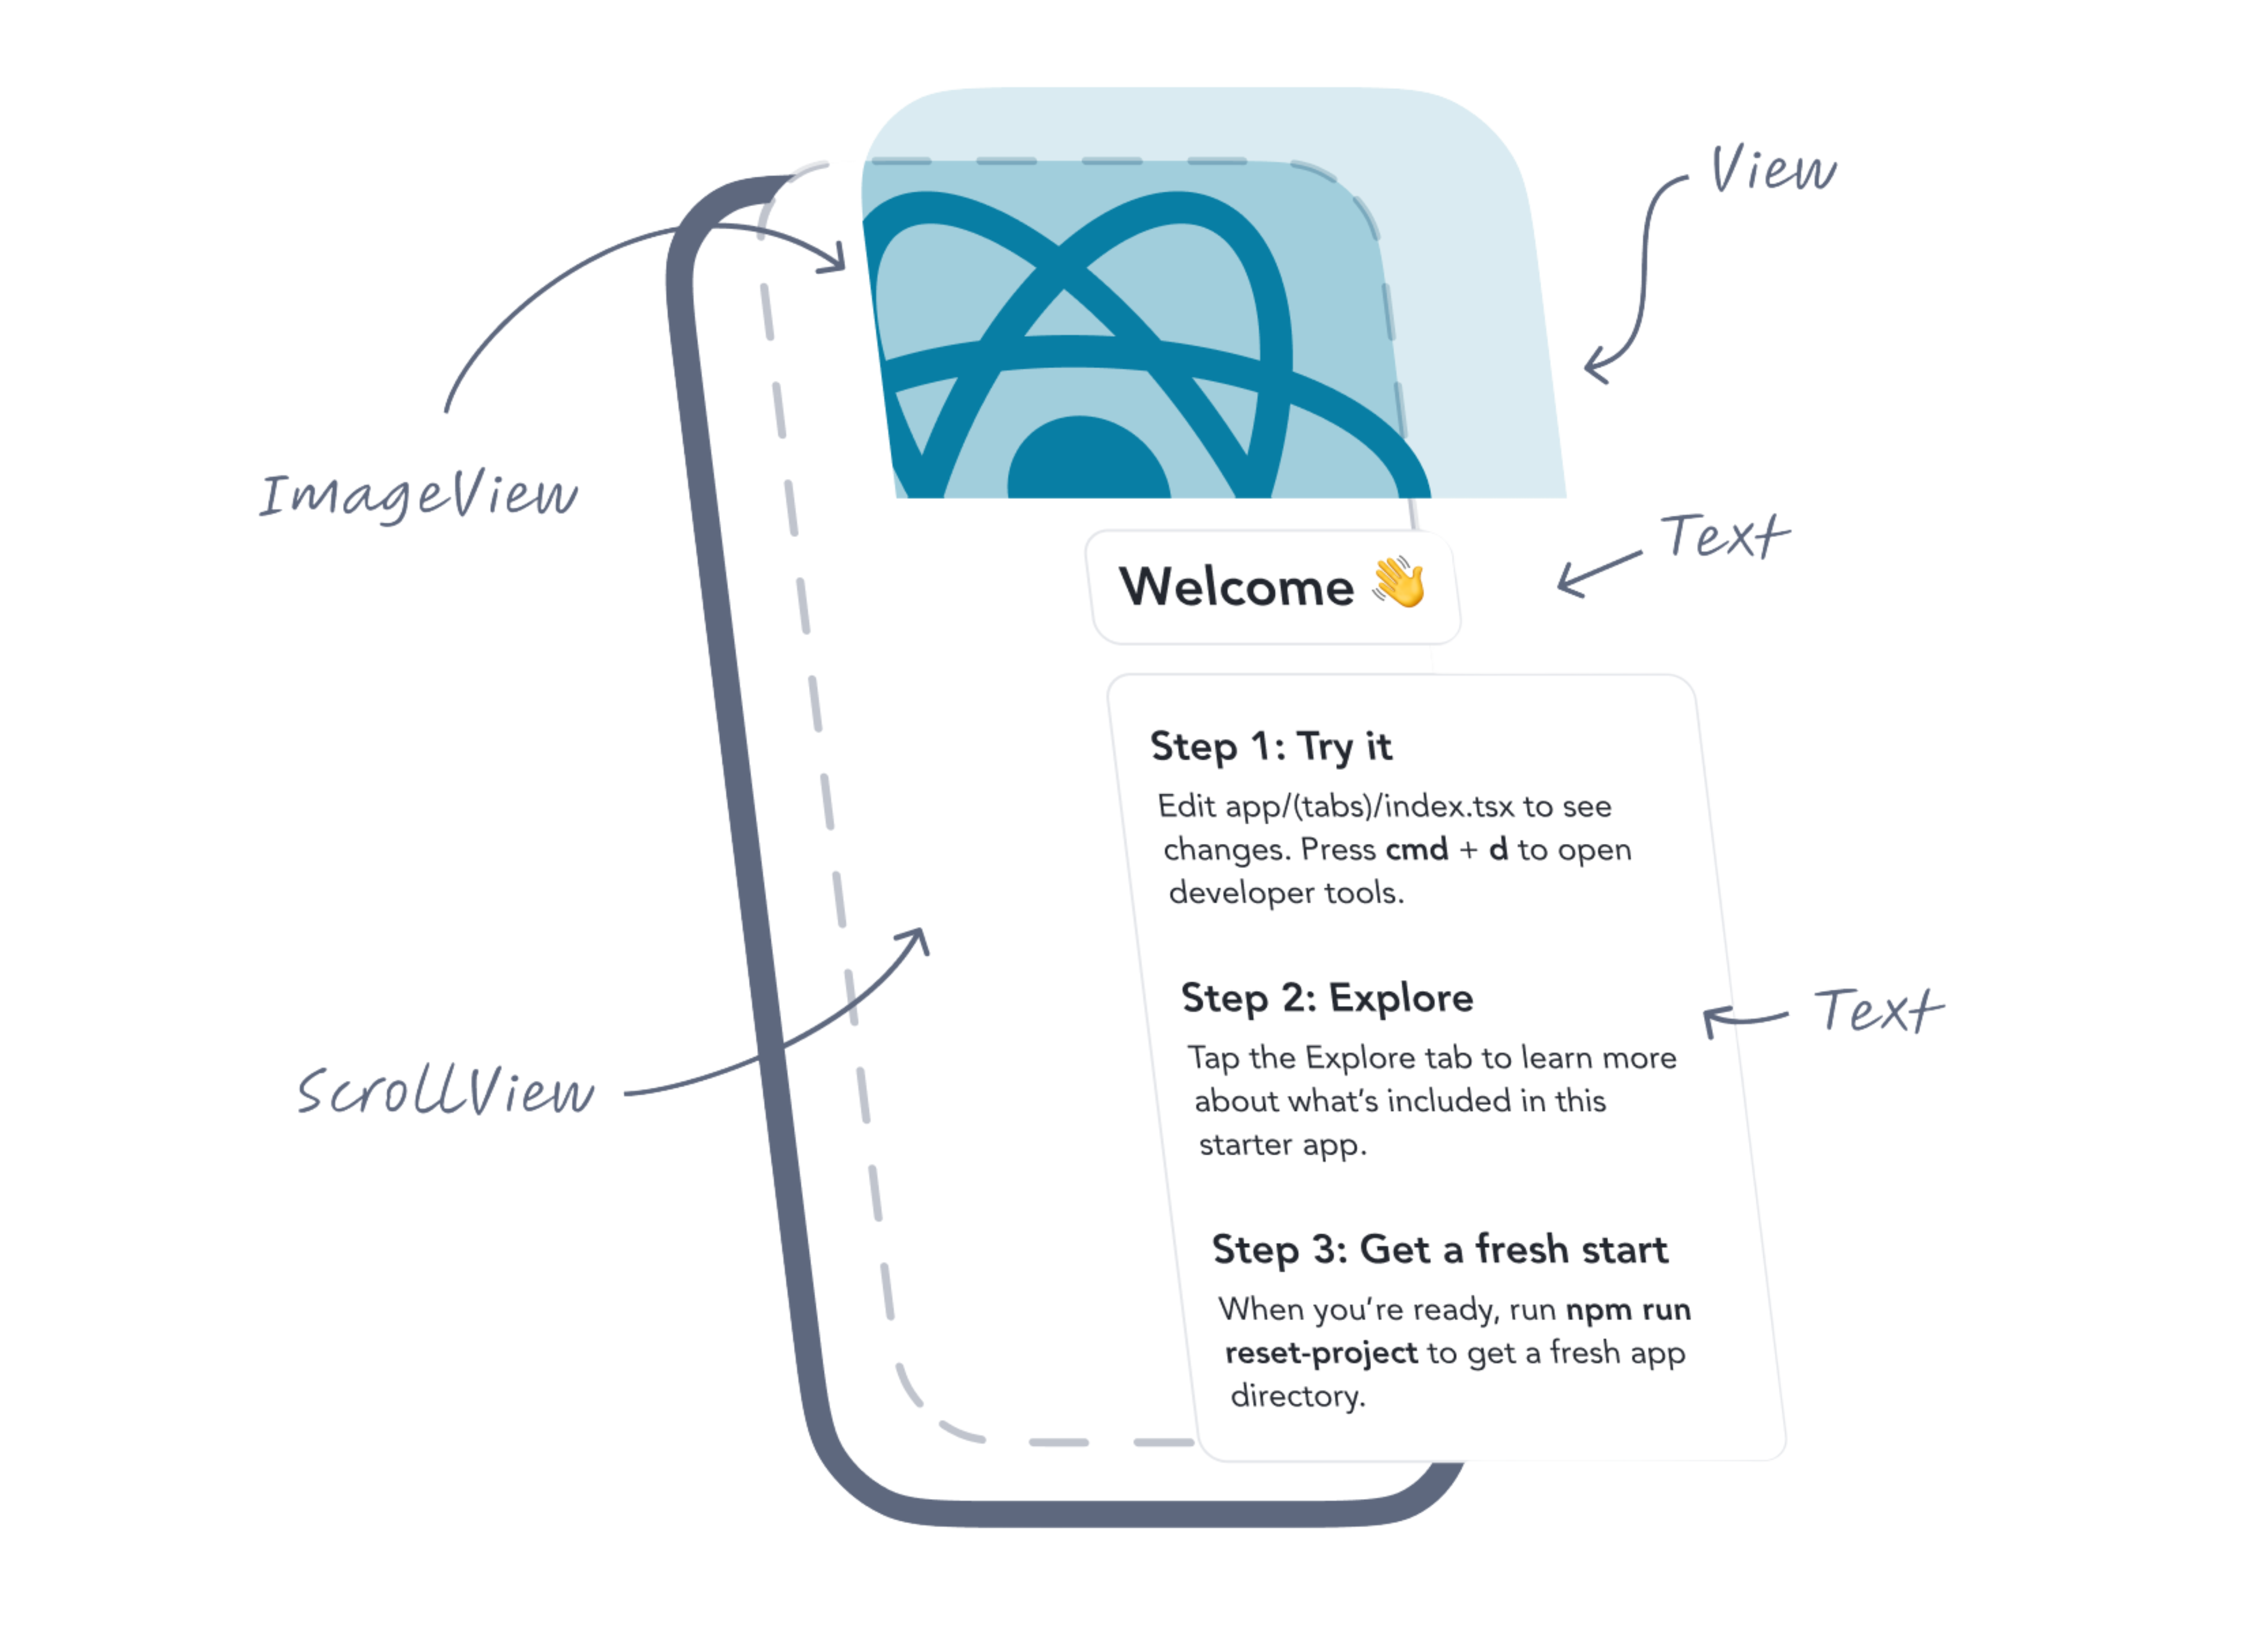 View
ImageView
Text
Welcome 👋
Step 1: Try it
Edit app/(tabs)/index.tsx to see
changes. Press cmd + d to open
developer tools.
Step 2: Explore
Text
Tap the Explore tab to learn more
about what's included in this
starter app.
ScrollView
Step 3: Get a fresh start
When you're ready, run npm run
reset-project to get a fresh app
directory.